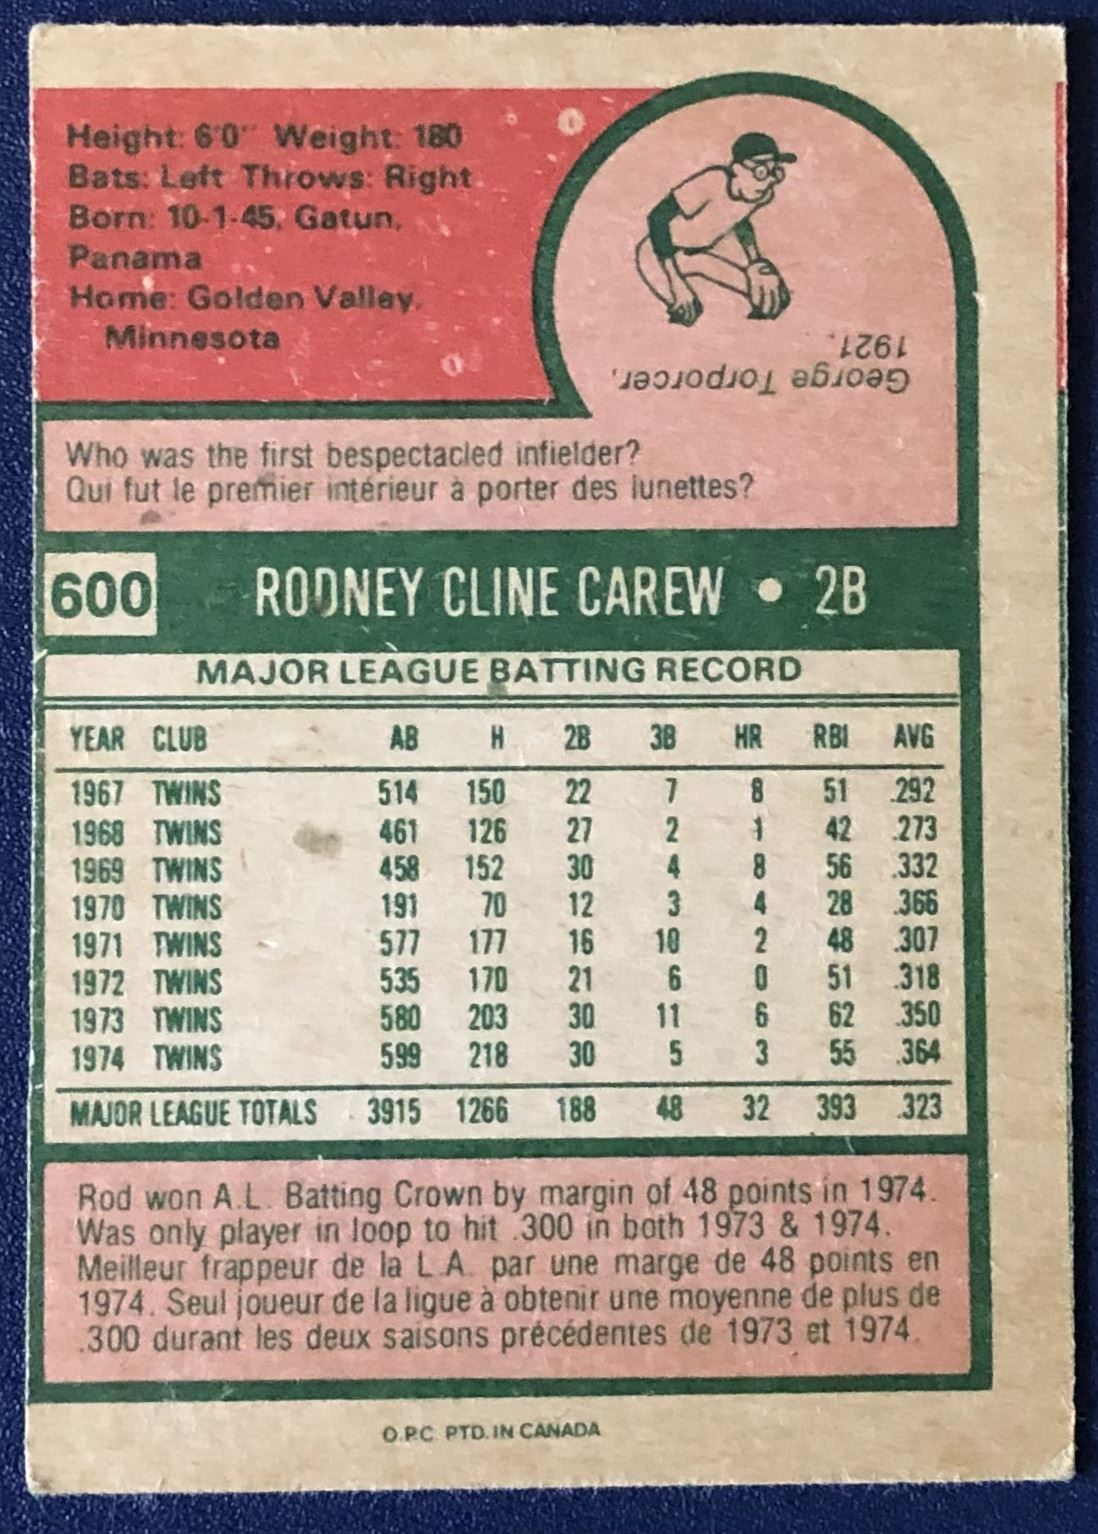 Height: 6'0" Weight: 180
Bats: Left Throws: Right
Born: 10-1-45, Gatun,
Panama
Home: Golden Valley,
Minnesota
George Torporcer,
1921.
Who was the first bespectacled infielder?
Qui fut le premier intérieur à porter des lunettes?
600 RODNEY CLINE CAREW • 2B
MAJOR LEAGUE BATTING RECORD
YEAR CLUB AB H 2B 3B HR RBI AVG
1967 TWINS 514 150 22 7 8 51 .292
1968 TWINS 461 126 27 2 1 42 .273
1969 TWINS 458 152 30 4 8 56 .332
1970 TWINS 191 70 12 3 4 28 .366
1971 TWINS 577 177 16 10 2 48 .307
1972 TWINS 535 170 21 6 0 51 .318
1973 TWINS 580 203 30 11 6 62 .350
1974 TWINS 599 218 30 5 3 55 .364
MAJOR LEAGUE TOTALS 3915 1266 188 48 32 393 .323
Rod won A.L. Batting Crown by margin of 48 points in 1974.
Was only player in loop to hit .300 in both 1973 & 1974.
Meilleur frappeur de la L.A. par une marge de 48 points en
1974. Seul joueur de la ligue à obtenir une moyenne de plus de
.300 durant les deux saisons précédentes de 1973 et 1974.
O.P.C. PTD. IN CANADA